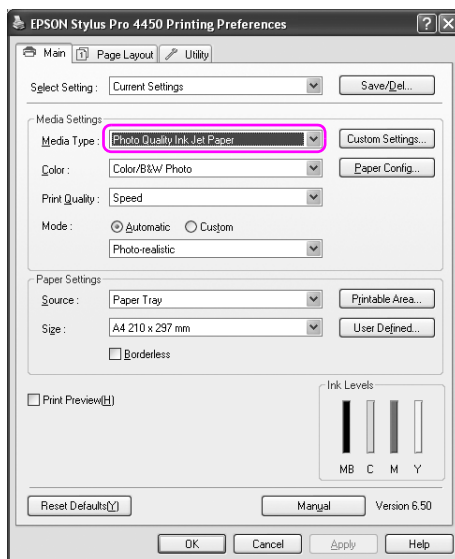 EPSON Stylus Pro 4450 Printing Preferences
Main Page Layout Utility
Select Setting : Current Settings Save/Del...
Media Settings
Media Type : Photo Quality Ink Jet Paper Custom Settings...
Color : Color/B&W Photo Paper Config...
Print Quality : Speed
Mode : Automatic Custom
Photo-realistic
Paper Settings
Source : Paper Tray Printable Area...
Size : A4 210 x 297 mm User Defined...
Borderless
Ink Levels
Print Preview(H)
MB C M Y
Reset Defaults(Y) Manual Version 6.50
OK Cancel Apply Help